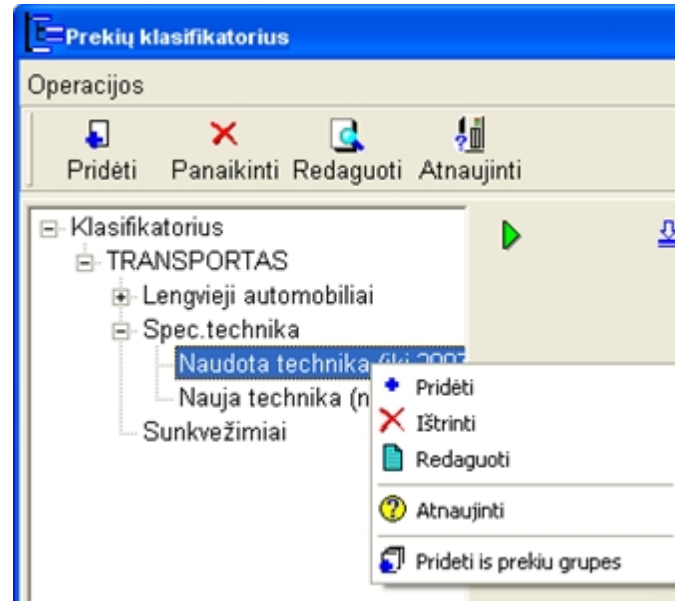 Prekių klasifikatorius
Operacijos
Pridėti Panaikinti Redaguoti Atnaujinti
Klasifikatorius
TRANSPORTAS
Lengvieji automobiliai
Spec.technika
Naudota technika
Nauja technika
Sunkvežimiai
Pridėti
Ištrinti
Redaguoti
Atnaujinti
Prideti is prekiu grupes